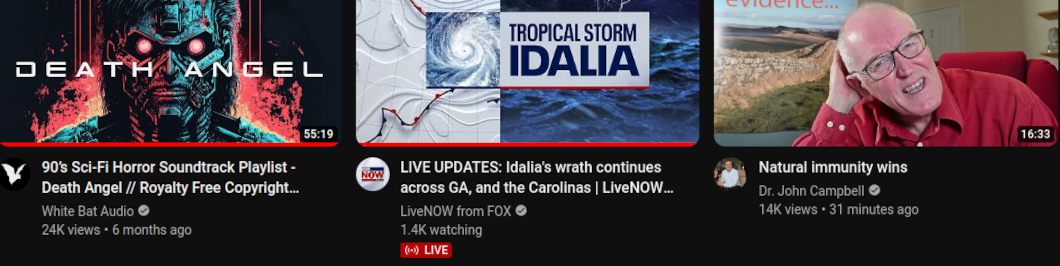 DEATH ANGEL
55:19
90's Sci-Fi Horror Soundtrack Playlist -
Death Angel // Royalty Free Copyright...
White Bat Audio
24K views • 6 months ago
TROPICAL STORM
IDALIA
NOW
LIVE UPDATES: Idalia's wrath continues
across GA, and the Carolinas | LiveNOW...
LiveNOW from FOX
1.4K watching
LIVE
evidence...
16:33
Natural immunity wins
Dr. John Campbell
14K views • 31 minutes ago